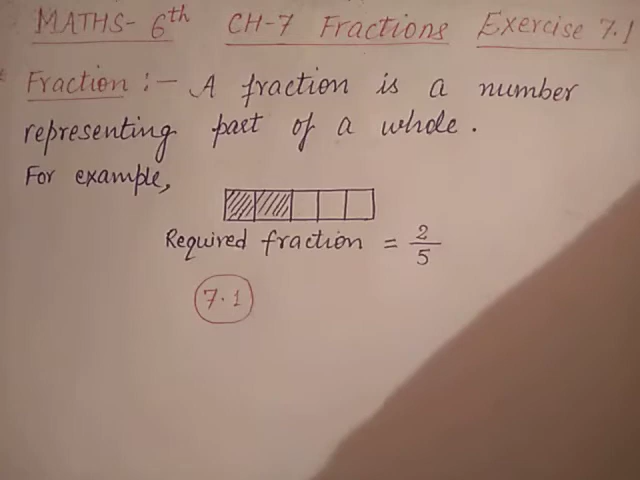 MATHS- 6th CH-7 Fractions Exercise 7.1
Fraction :- A fraction is a number
representing part of a whole.
For example,
Required fraction = 2/5
7.1